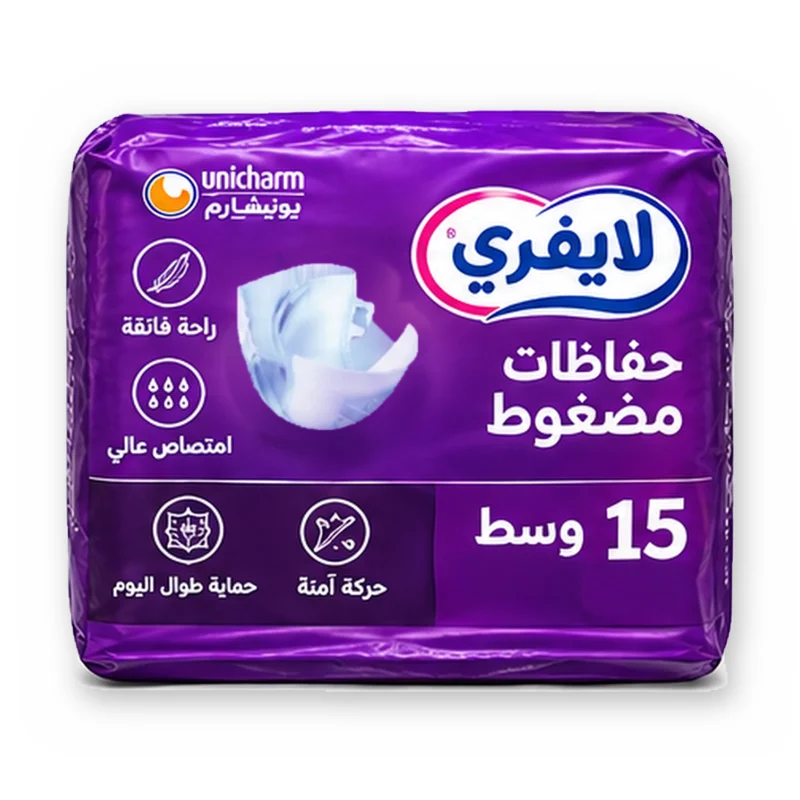 unicharm
يونيشارم
لايفري
®
راحة فائقة
حفاظات
مضغوط
امتصاص عالي
15 وسط
حماية طوال اليوم
حركة آمنة